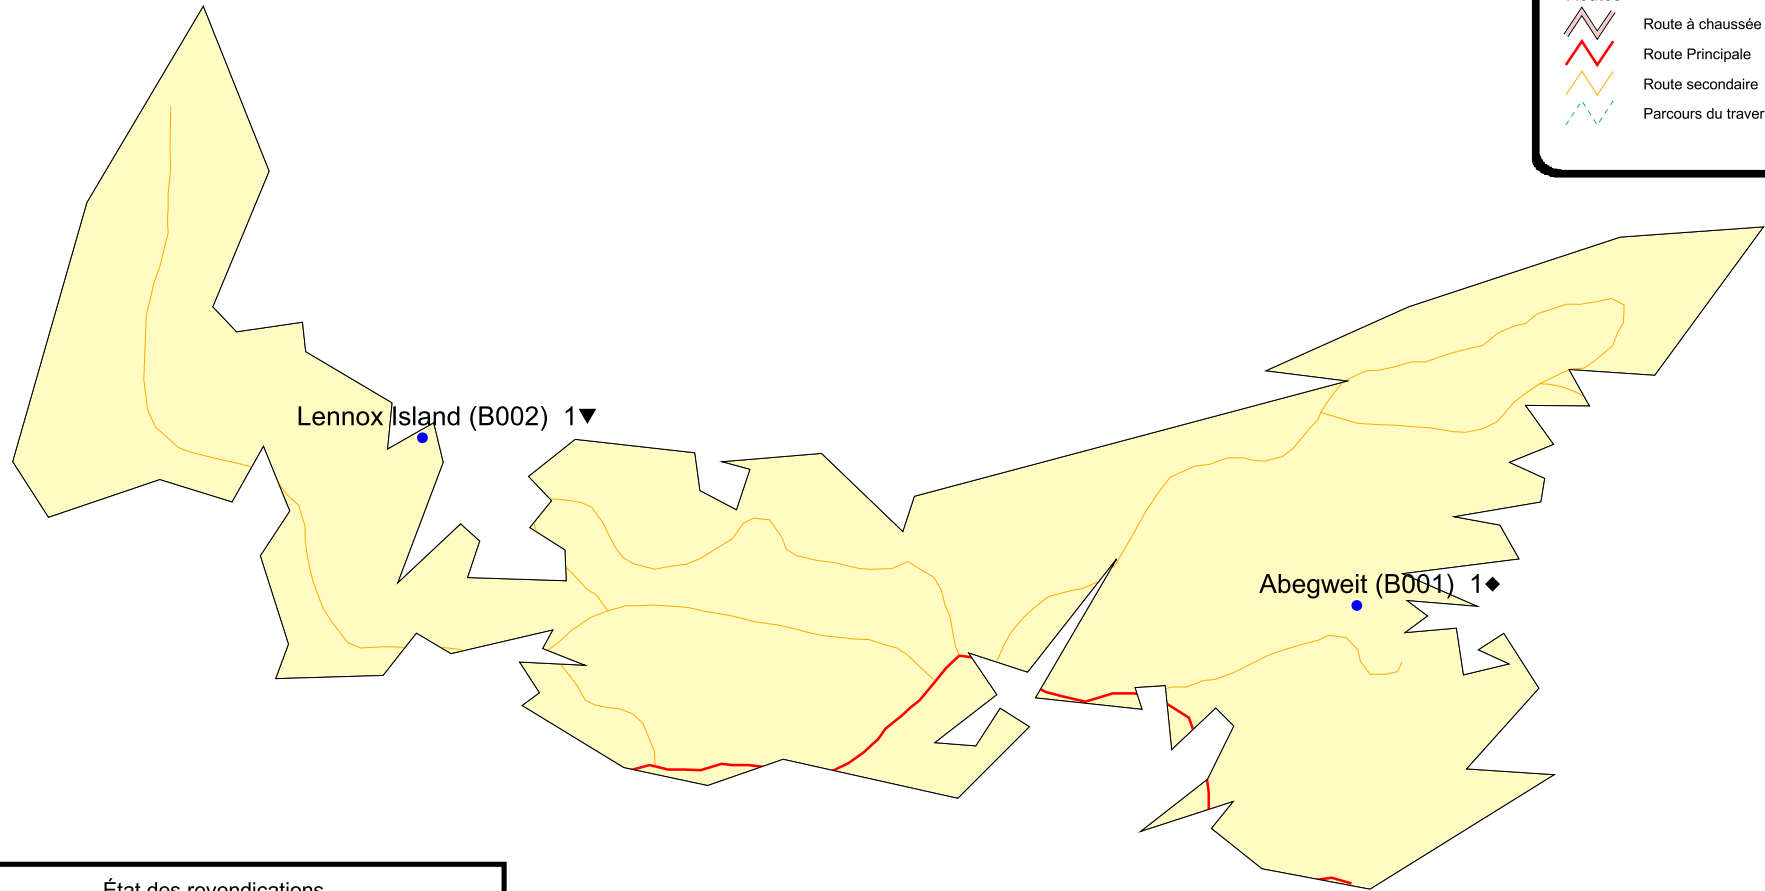 Routes
Route à chaussée
Route Principale
Route secondaire
Parcours du traver
Lennox Island (B002) 1▼
Abegweit (B001) 1◆
État des revendications